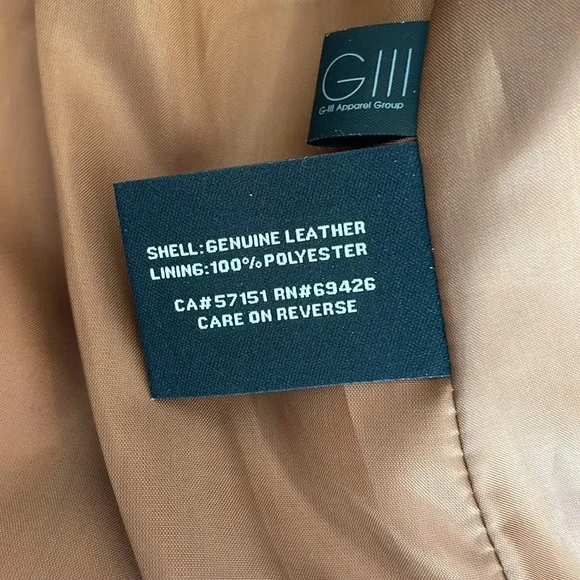 GIII
G-III Apparel Group
SHELL:GENUINE LEATHER
LINING:100%POLYESTER
CA#57151 RN#69426
CARE ON REVERSE